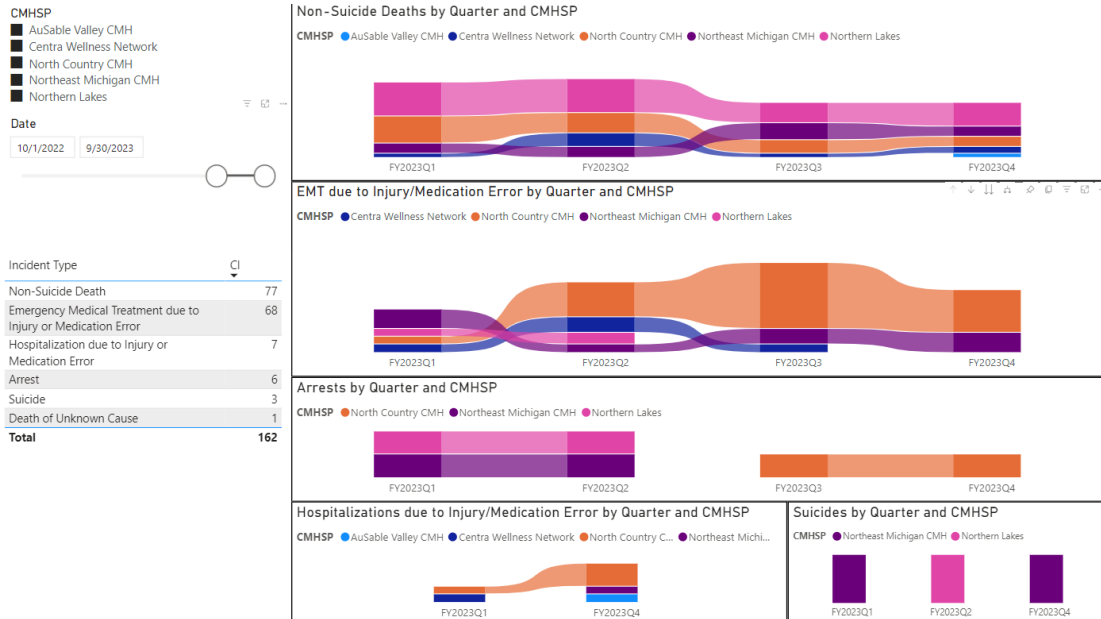 CMHSP
AuSable Valley CMH
Centra Wellness Network
North Country CMH
Northeast Michigan CMH
Northern Lakes
Date
10/1/2022 9/30/2023
Incident Type CI
Non-Suicide Death 77
Emergency Medical Treatment due to 68
Injury or Medication Error
Hospitalization due to Injury or 7
Medication Error
Arrest 6
Suicide 3
Death of Unknown Cause 1
Total 162
Non-Suicide Deaths by Quarter and CMHSP
CMHSP AuSable Valley CMH Centra Wellness Network North Country CMH Northeast Michigan CMH Northern Lakes
FY2023Q1 FY2023Q2 FY2023Q3 FY2023Q4
EMT due to Injury/Medication Error by Quarter and CMHSP
CMHSP Centra Wellness Network North Country CMH Northeast Michigan CMH Northern Lakes
FY2023Q1 FY2023Q2 FY2023Q3 FY2023Q4
Arrests by Quarter and CMHSP
CMHSP North Country CMH Northeast Michigan CMH Northern Lakes
FY2023Q1 FY2023Q2 FY2023Q3 FY2023Q4
Hospitalizations due to Injury/Medication Error by Quarter and CMHSP
CMHSP AuSable Valley CMH Centra Wellness Network North Country C... Northeast Michi...
FY2023Q1 FY2023Q4
Suicides by Quarter and CMHSP
CMHSP Northeast Michigan CMH Northern Lakes
FY2023Q1 FY2023Q2 FY2023Q4